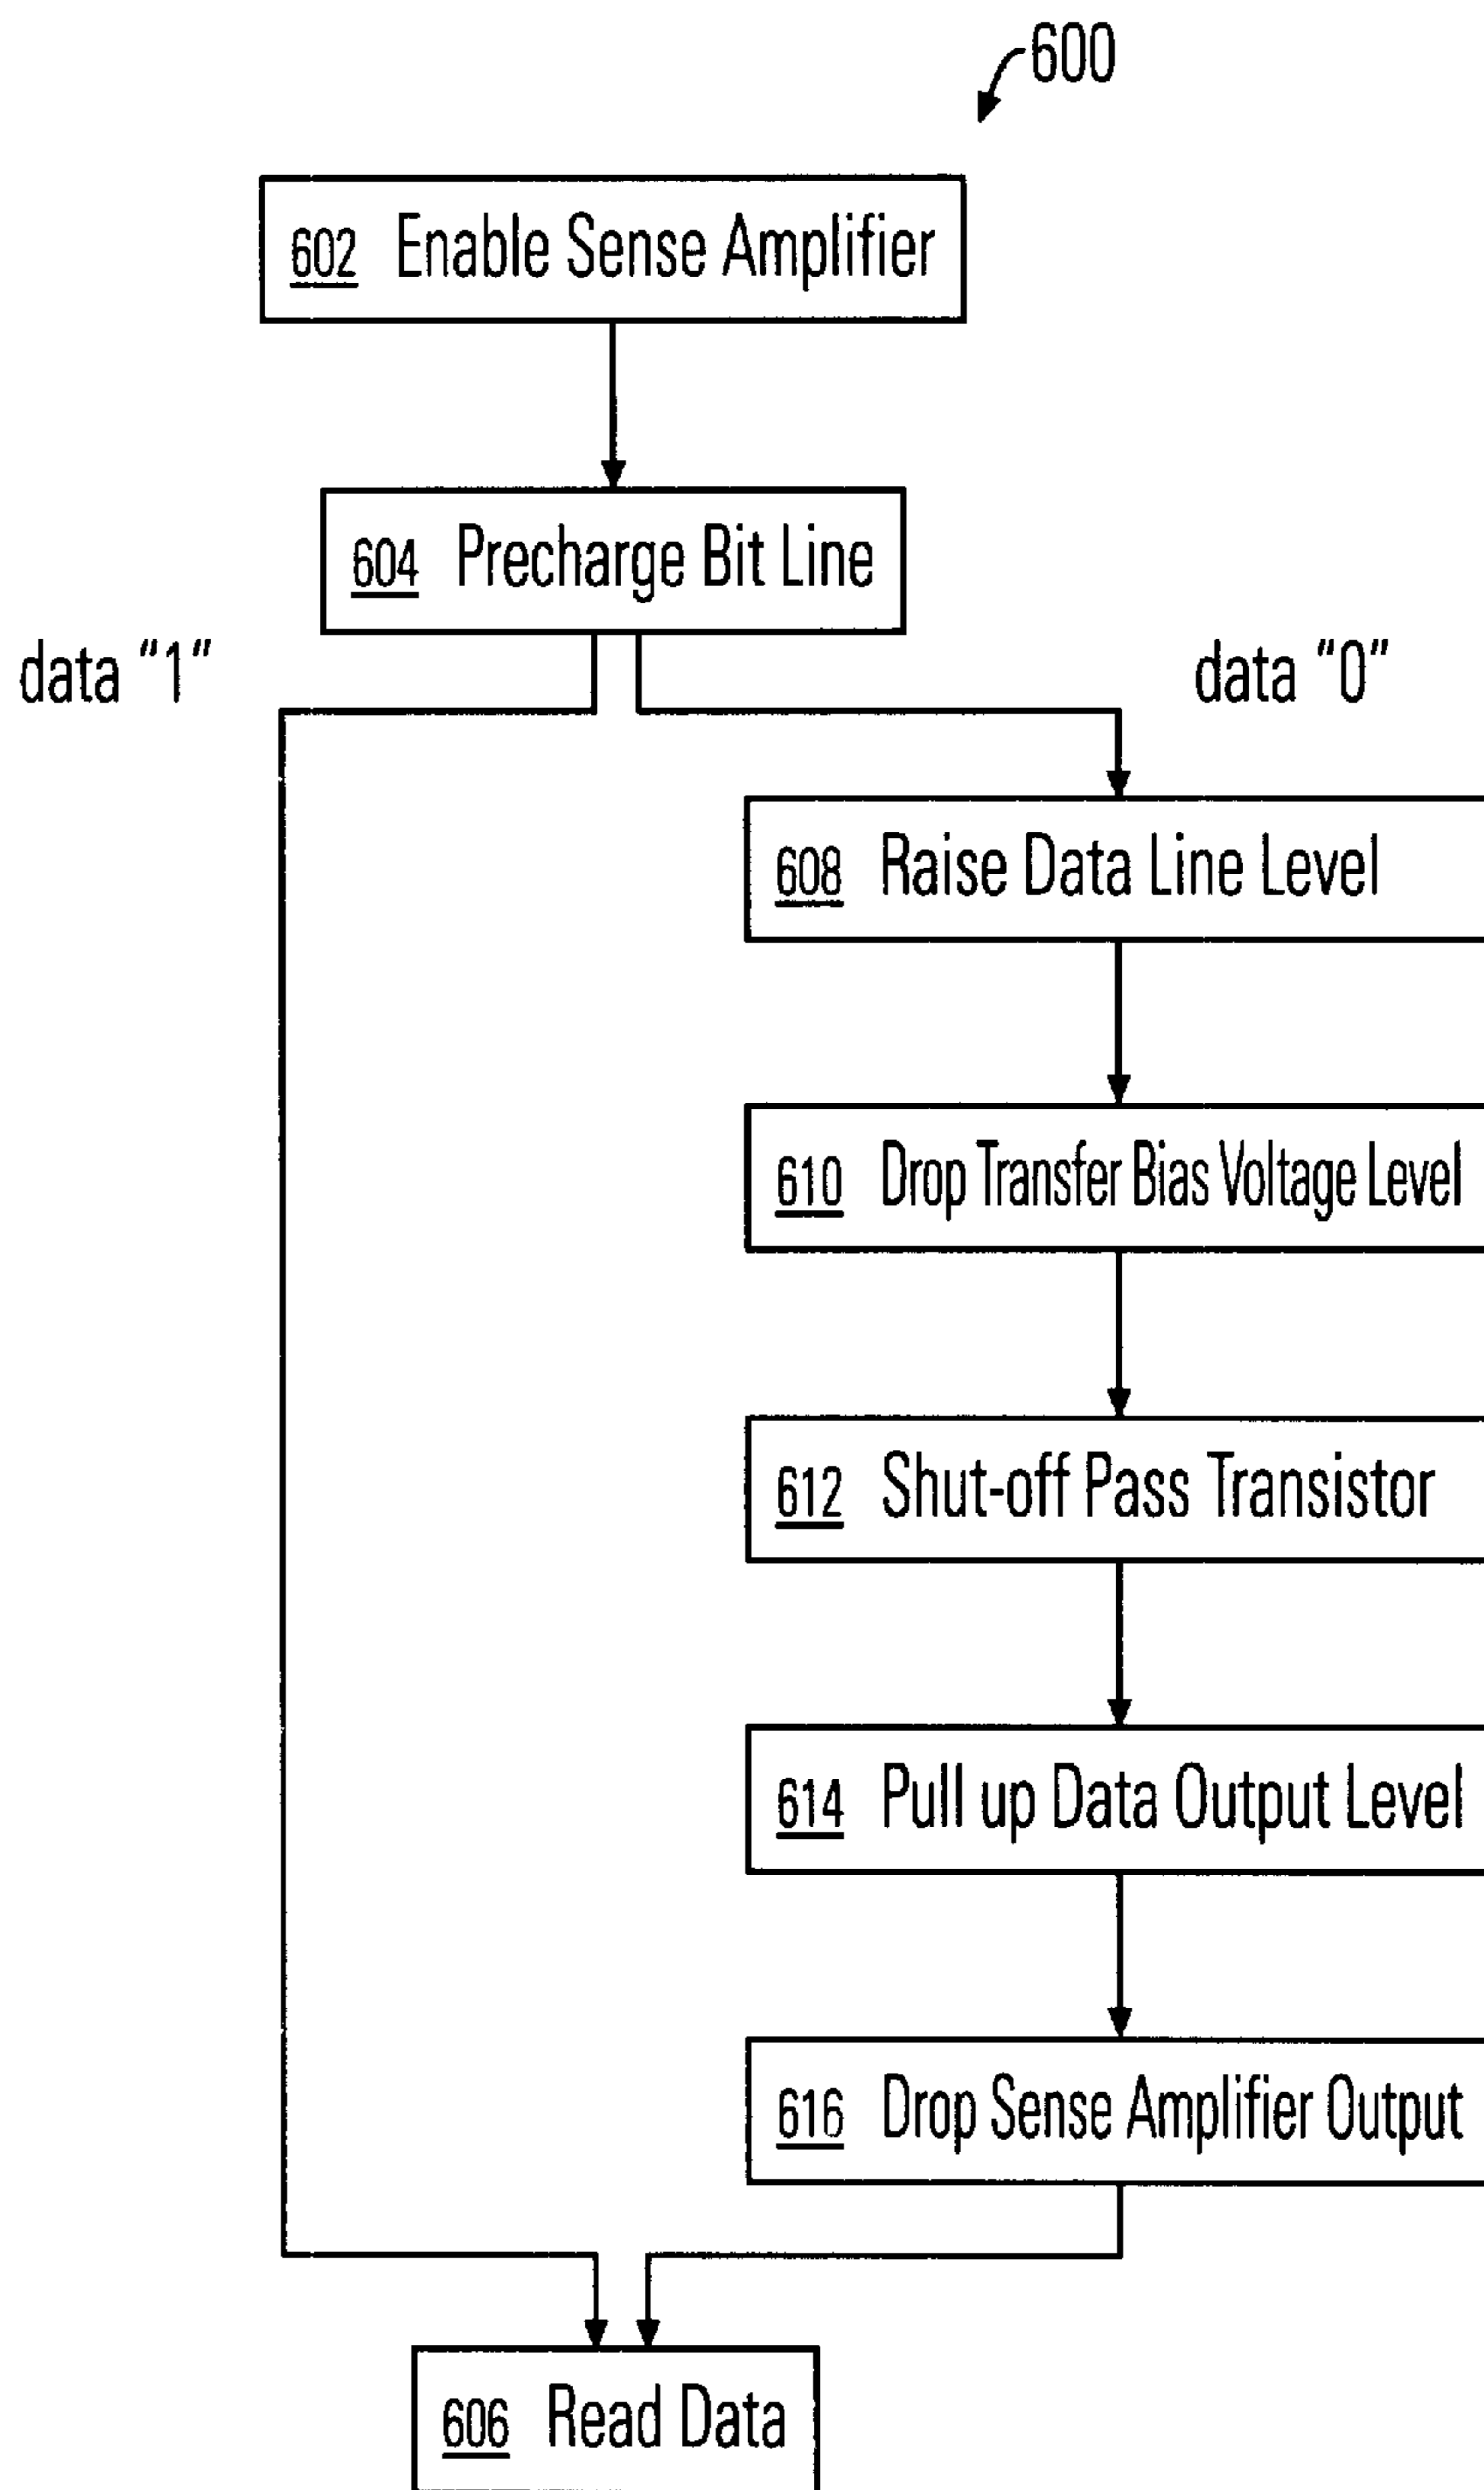 600
602 Enable Sense Amplifier
604 Precharge Bit Line
data "1"
data "0"
608 Raise Data Line Level
610 Drop Transfer Bias Voltage Level
612 Shut-off Pass Transistor
614 Pull up Data Output Level
616 Drop Sense Amplifier Output
606 Read Data